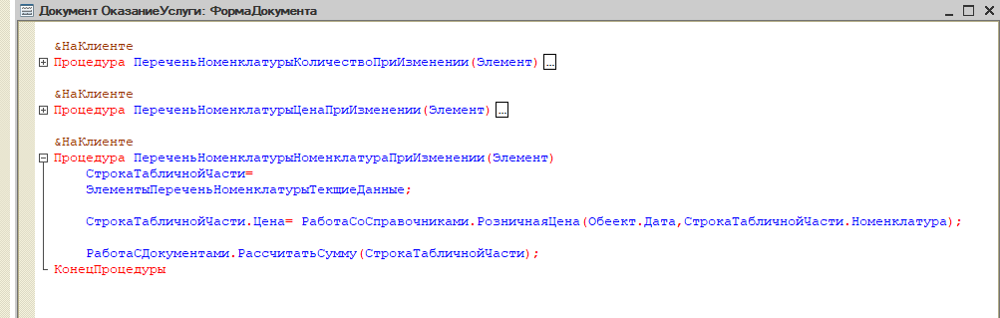 Документ ОказаниеУслуги: ФормаДокумента
&НаКлиенте
Процедура ПереченьНоменклатурыКоличествоПриИзменении(Элемент) ...
&НаКлиенте
Процедура ПереченьНоменклатурыЦенаПриИзменении(Элемент) ...
&НаКлиенте
Процедура ПереченьНоменклатурыНоменклатураПриИзменении(Элемент)
СтрокаТабличнойЧасти=
ЭлементыПереченьНоменклатурыТекщиеДанные;
СтрокаТабличнойЧасти.Цена= РаботаСоСправочниками.РозничнаяЦена(Обеект.Дата,СтрокаТабличнойЧасти.Номенклатура);
РаботаСДокументами.РассчитатьСумму(СтрокаТабличнойЧасти);
КонецПроцедуры